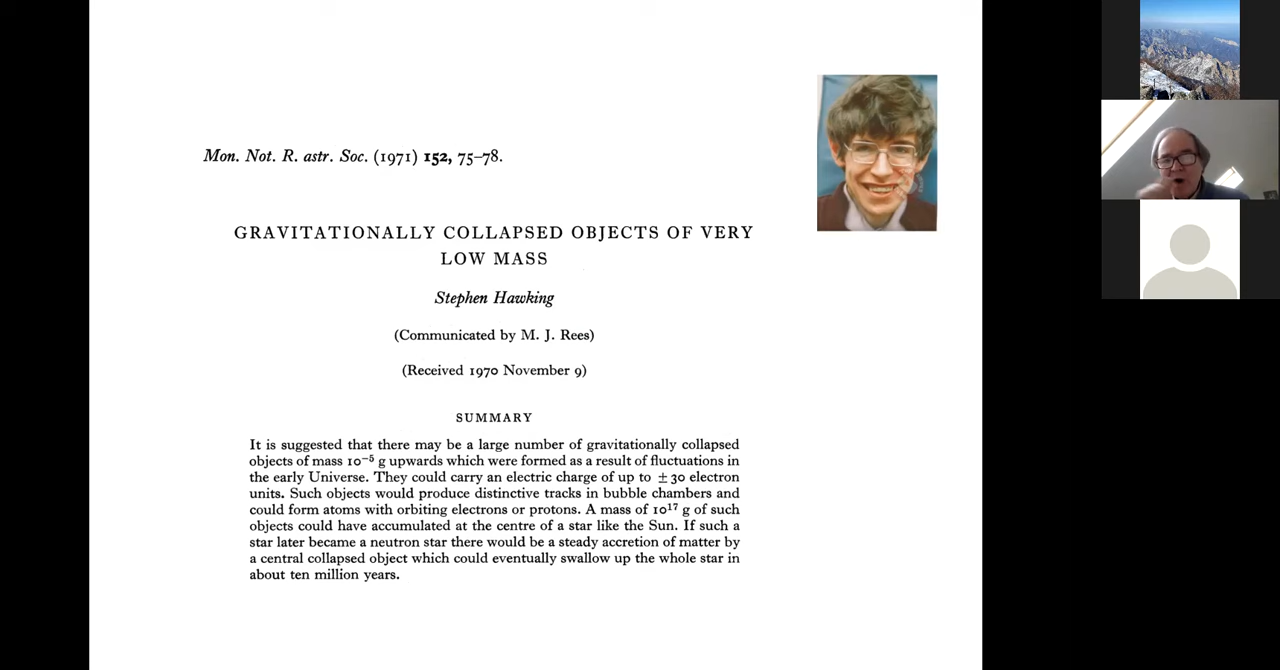 Mon. Not. R. astr. Soc. (1971) 152, 75–78.
GRAVITATIONALLY COLLAPSED OBJECTS OF VERY
LOW MASS
Stephen Hawking
(Communicated by M. J. Rees)
(Received 1970 November 9)
SUMMARY
It is suggested that there may be a large number of gravitationally collapsed
objects of mass 10⁻⁵ g upwards which were formed as a result of fluctuations in
the early Universe. They could carry an electric charge of up to ±30 electron
units. Such objects would produce distinctive tracks in bubble chambers and
could form atoms with orbiting electrons or protons. A mass of 10¹⁷ g of such
objects could have accumulated at the centre of a star like the Sun. If such a
star later became a neutron star there would be a steady accretion of matter by
a central collapsed object which could eventually swallow up the whole star in
about ten million years.